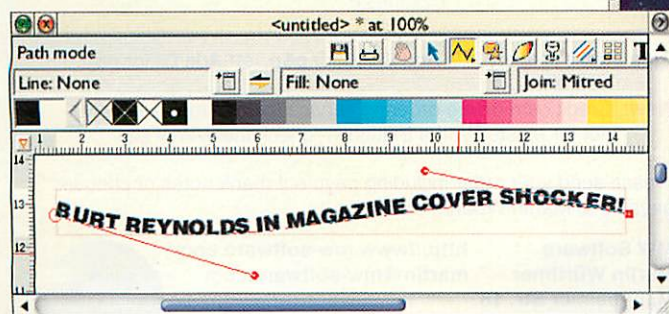 <untitled> * at 100%
Path mode T
Line: None Fill: None Join: Mitred
1 2 3 4 5 6 7 8 9 10 11 12 13 14
14
13
BURT REYNOLDS IN MAGAZINE COVER SHOCKER!
12
11